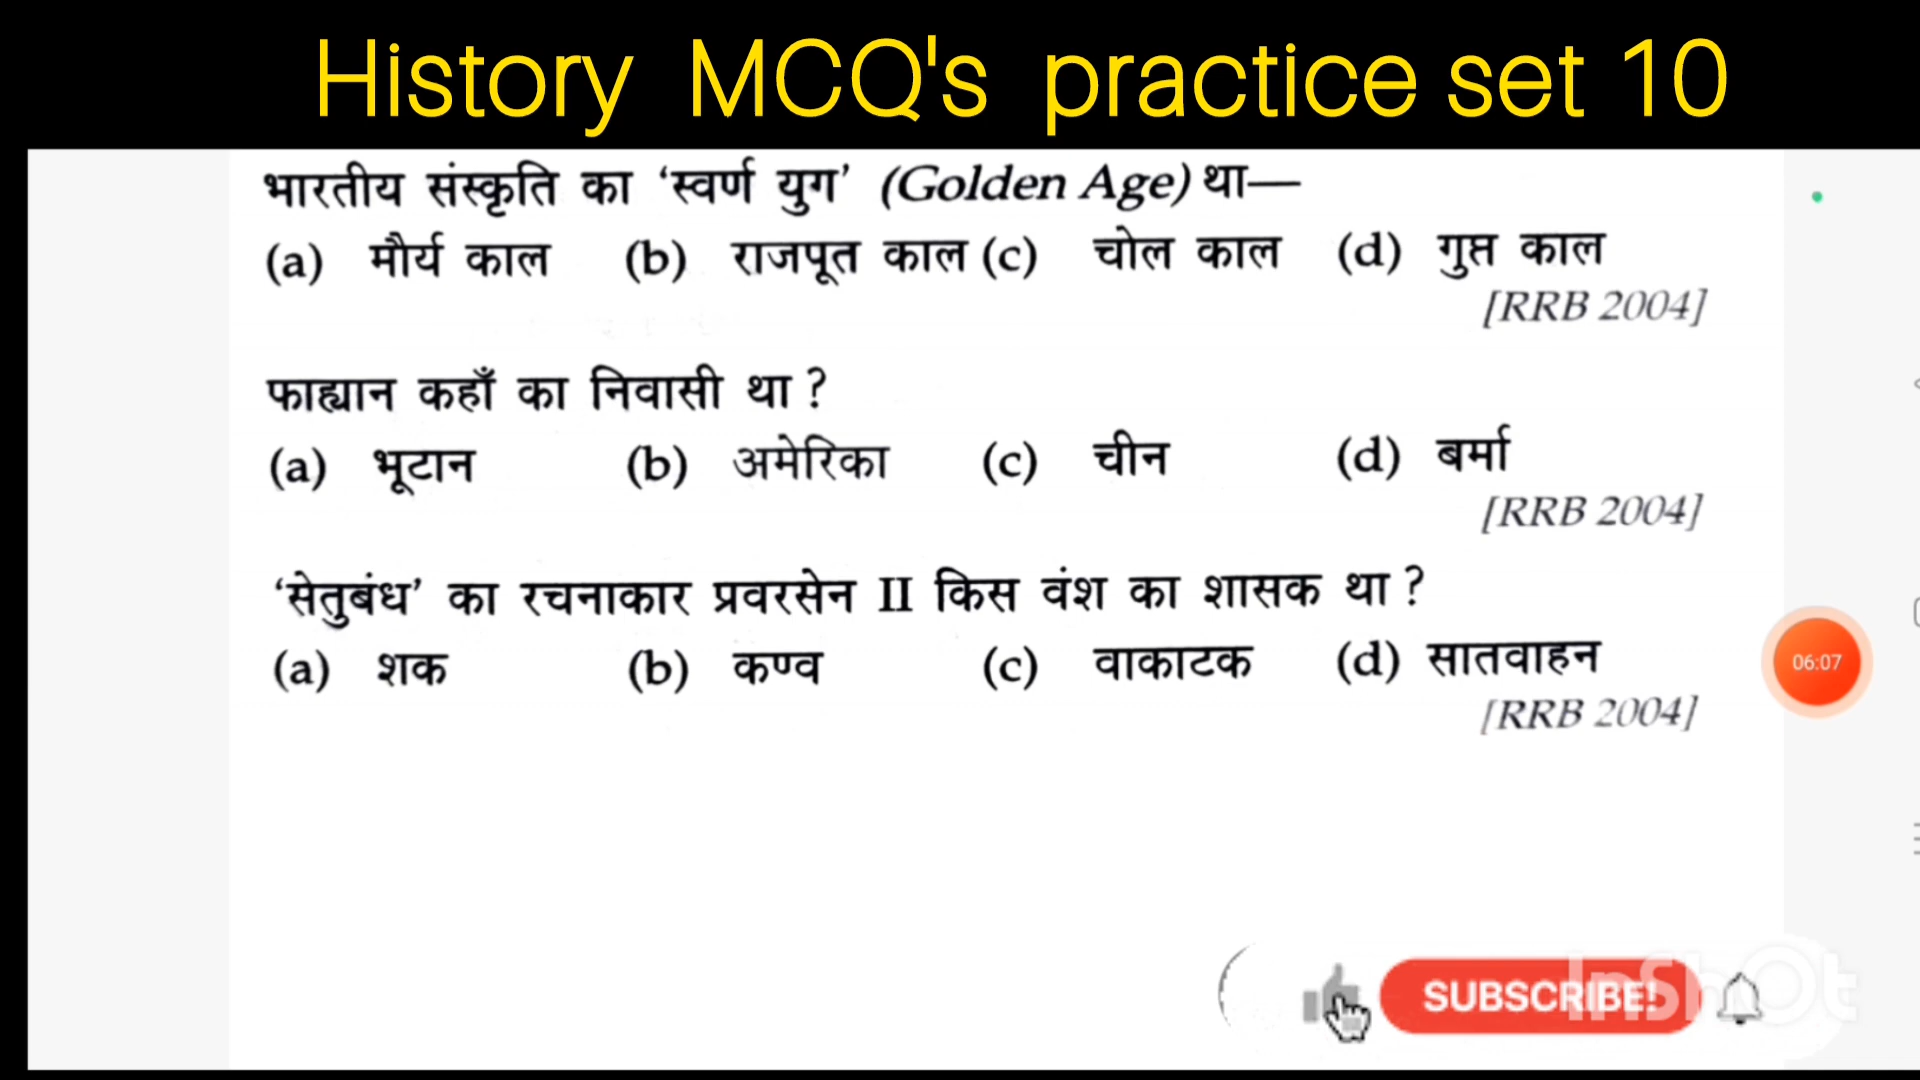 History MCQ's practice set 10
भारतीय संस्कृति का ‘स्वर्ण युग’ (Golden Age) था—
(a) मौर्य काल (b) राजपूत काल (c) चोल काल (d) गुप्त काल
[RRB 2004]
फाह्यान कहाँ का निवासी था ?
(a) भूटान (b) अमेरिका (c) चीन (d) बर्मा
[RRB 2004]
‘सेतुबंध’ का रचनाकार प्रवरसेन II किस वंश का शासक था ?
(a) शक (b) कण्व (c) वाकाटक (d) सातवाहन
06:07
[RRB 2004]
SUBSCRIBE!
InShOt